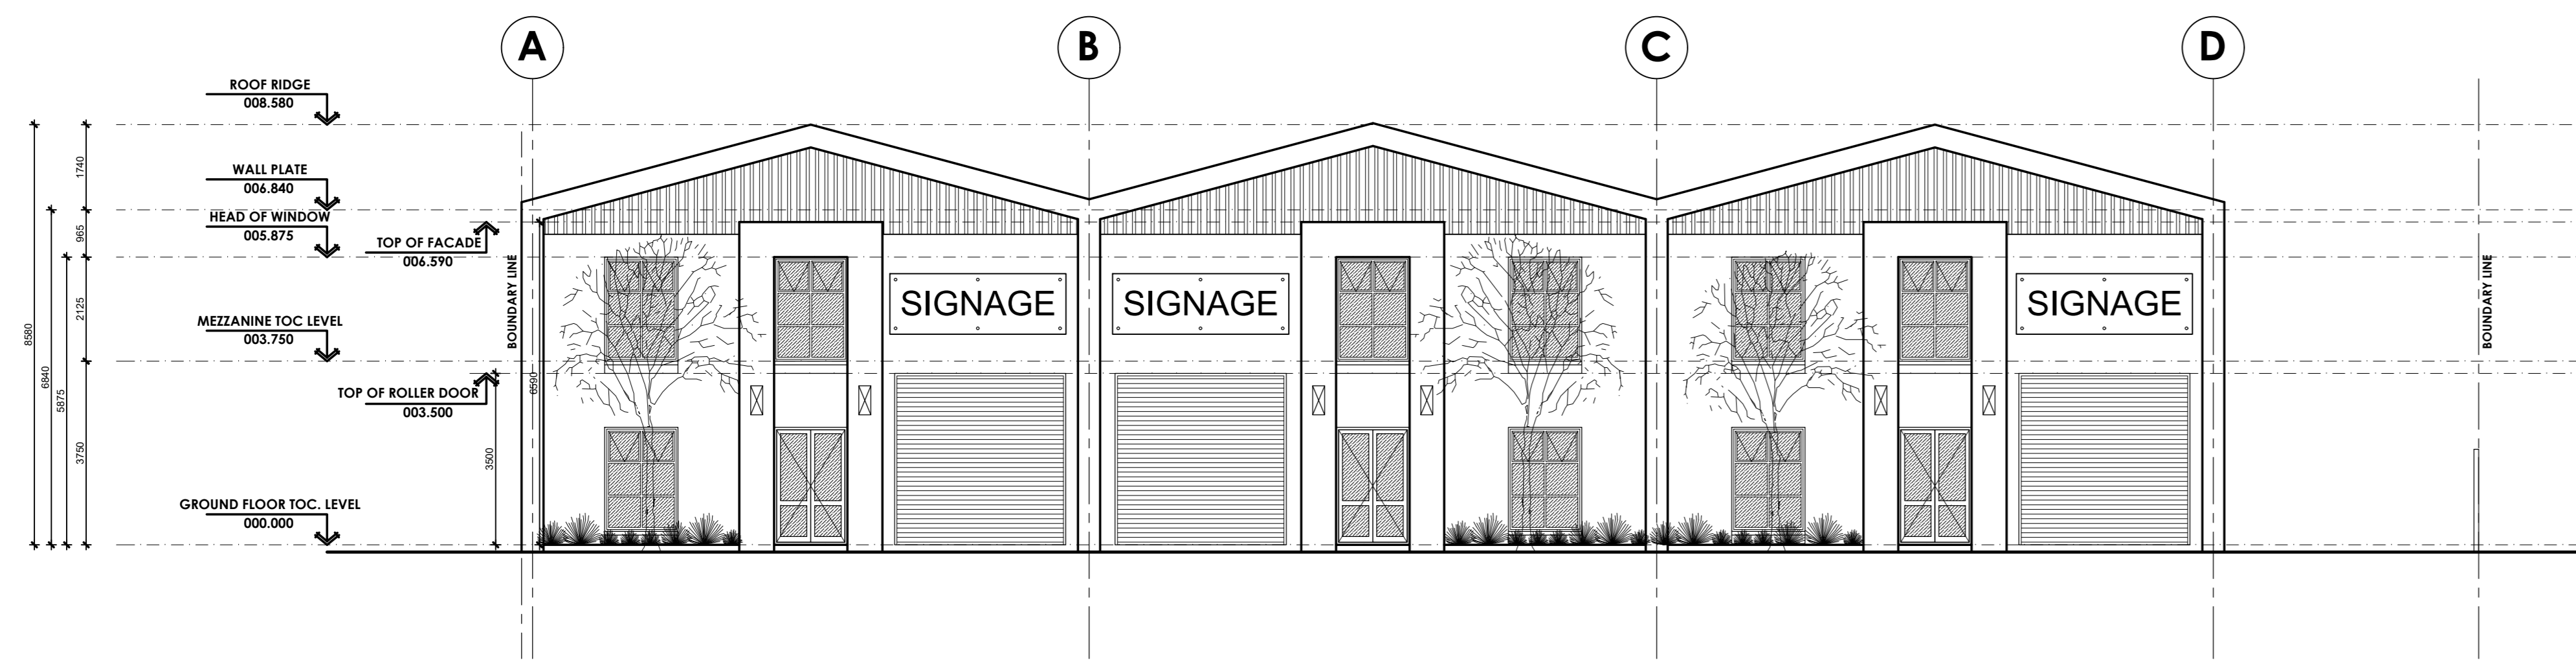 A
B
C
D
ROOF RIDGE
008.580
WALL PLATE
006.840
HEAD OF WINDOW
005.875
TOP OF FACADE
006.590
MEZZANINE TOC LEVEL
003.750
TOP OF ROLLER DOOR
003.500
GROUND FLOOR TOC. LEVEL
000.000
8580
6840
5875
1740
965
2125
3750
3500
6590
BOUNDARY LINE
SIGNAGE
SIGNAGE
SIGNAGE
BOUNDARY LINE